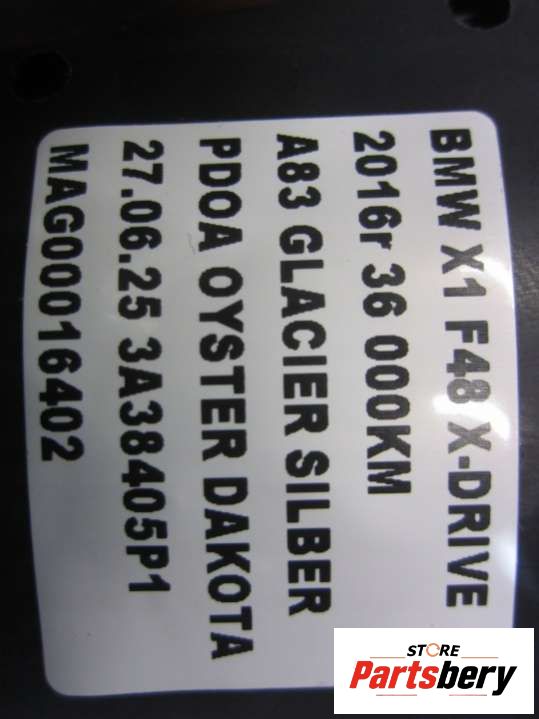 BMW X1 F48 X-DRIVE
2016r 36 000KM
A83 GLACIER SILBER
PDOA OYSTER DAKOTA
27.06.25 3A38405P1
MAG00016402
STORE
Partsbery